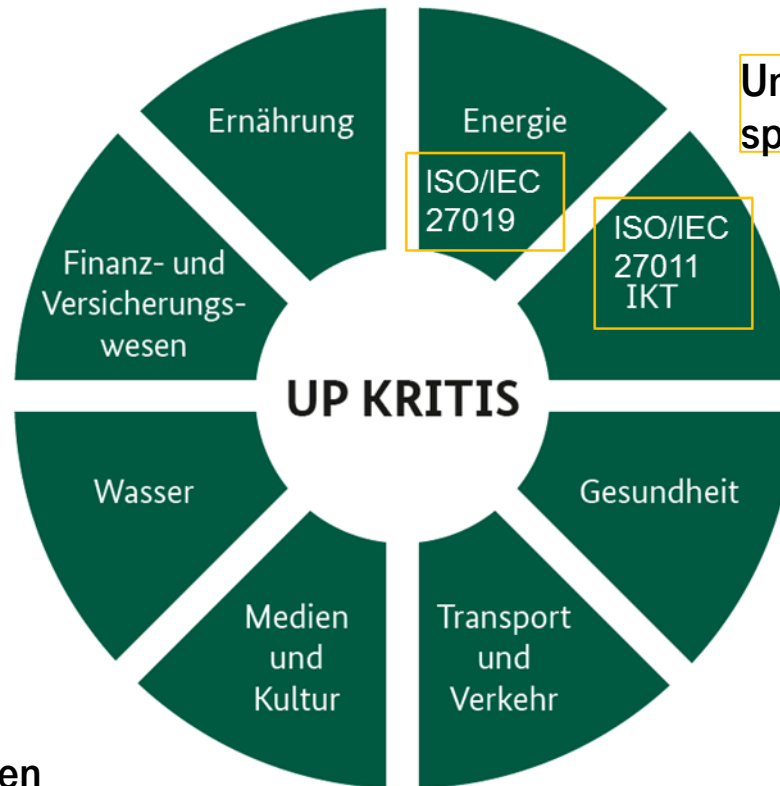 Ernährung
Energie
ISO/IEC
27019
ISO/IEC
27011
IKT
Finanz- und
Versicherungs-
wesen
UP KRITIS
Wasser
Gesundheit
Medien
und
Kultur
Transport
und
Verkehr